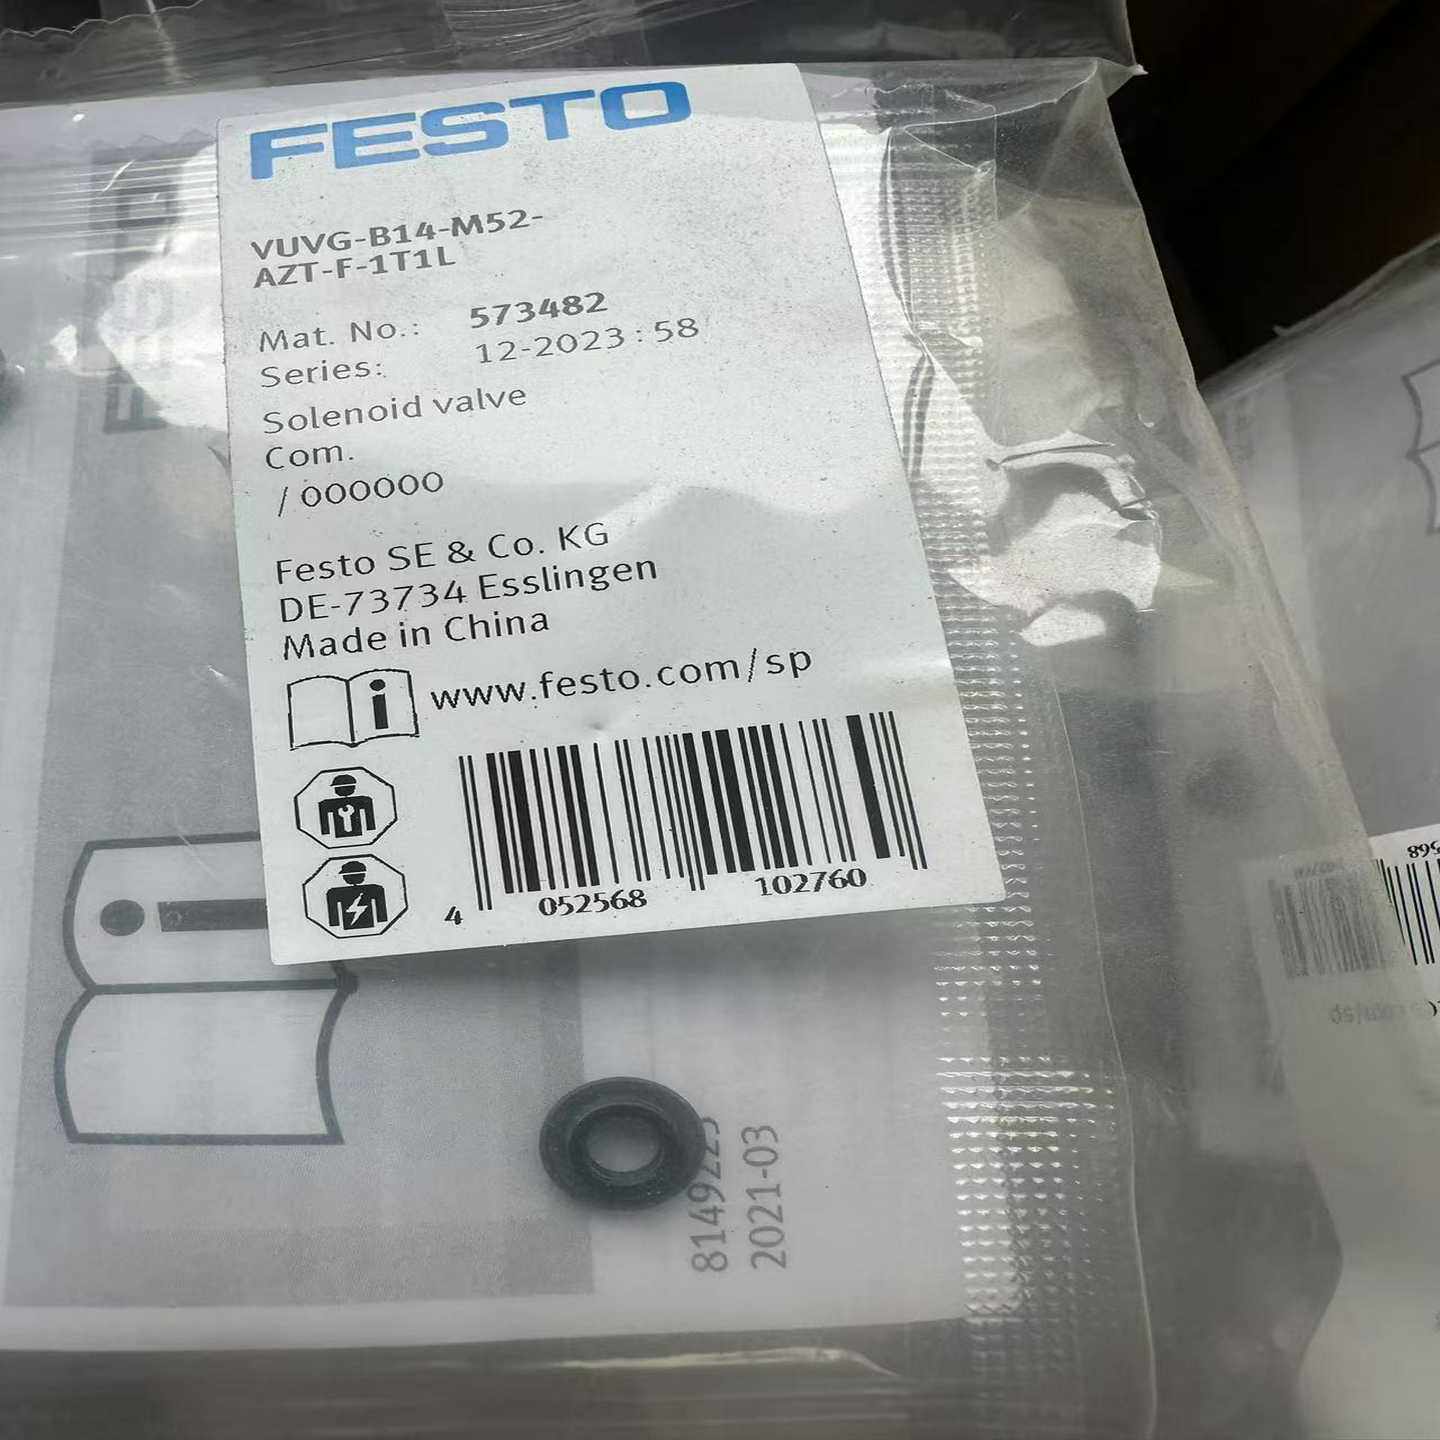 FESTO
VUVG-B14-M52-
AZT-F-1T1L
Mat. No.: 573482
Series: 12-2023:58
Solenoid valve
Com.
/ 000000
Festo SE & Co. KG
DE-73734 Esslingen
Made in China
i www.festo.com/sp
4 052568 102760
2021-03